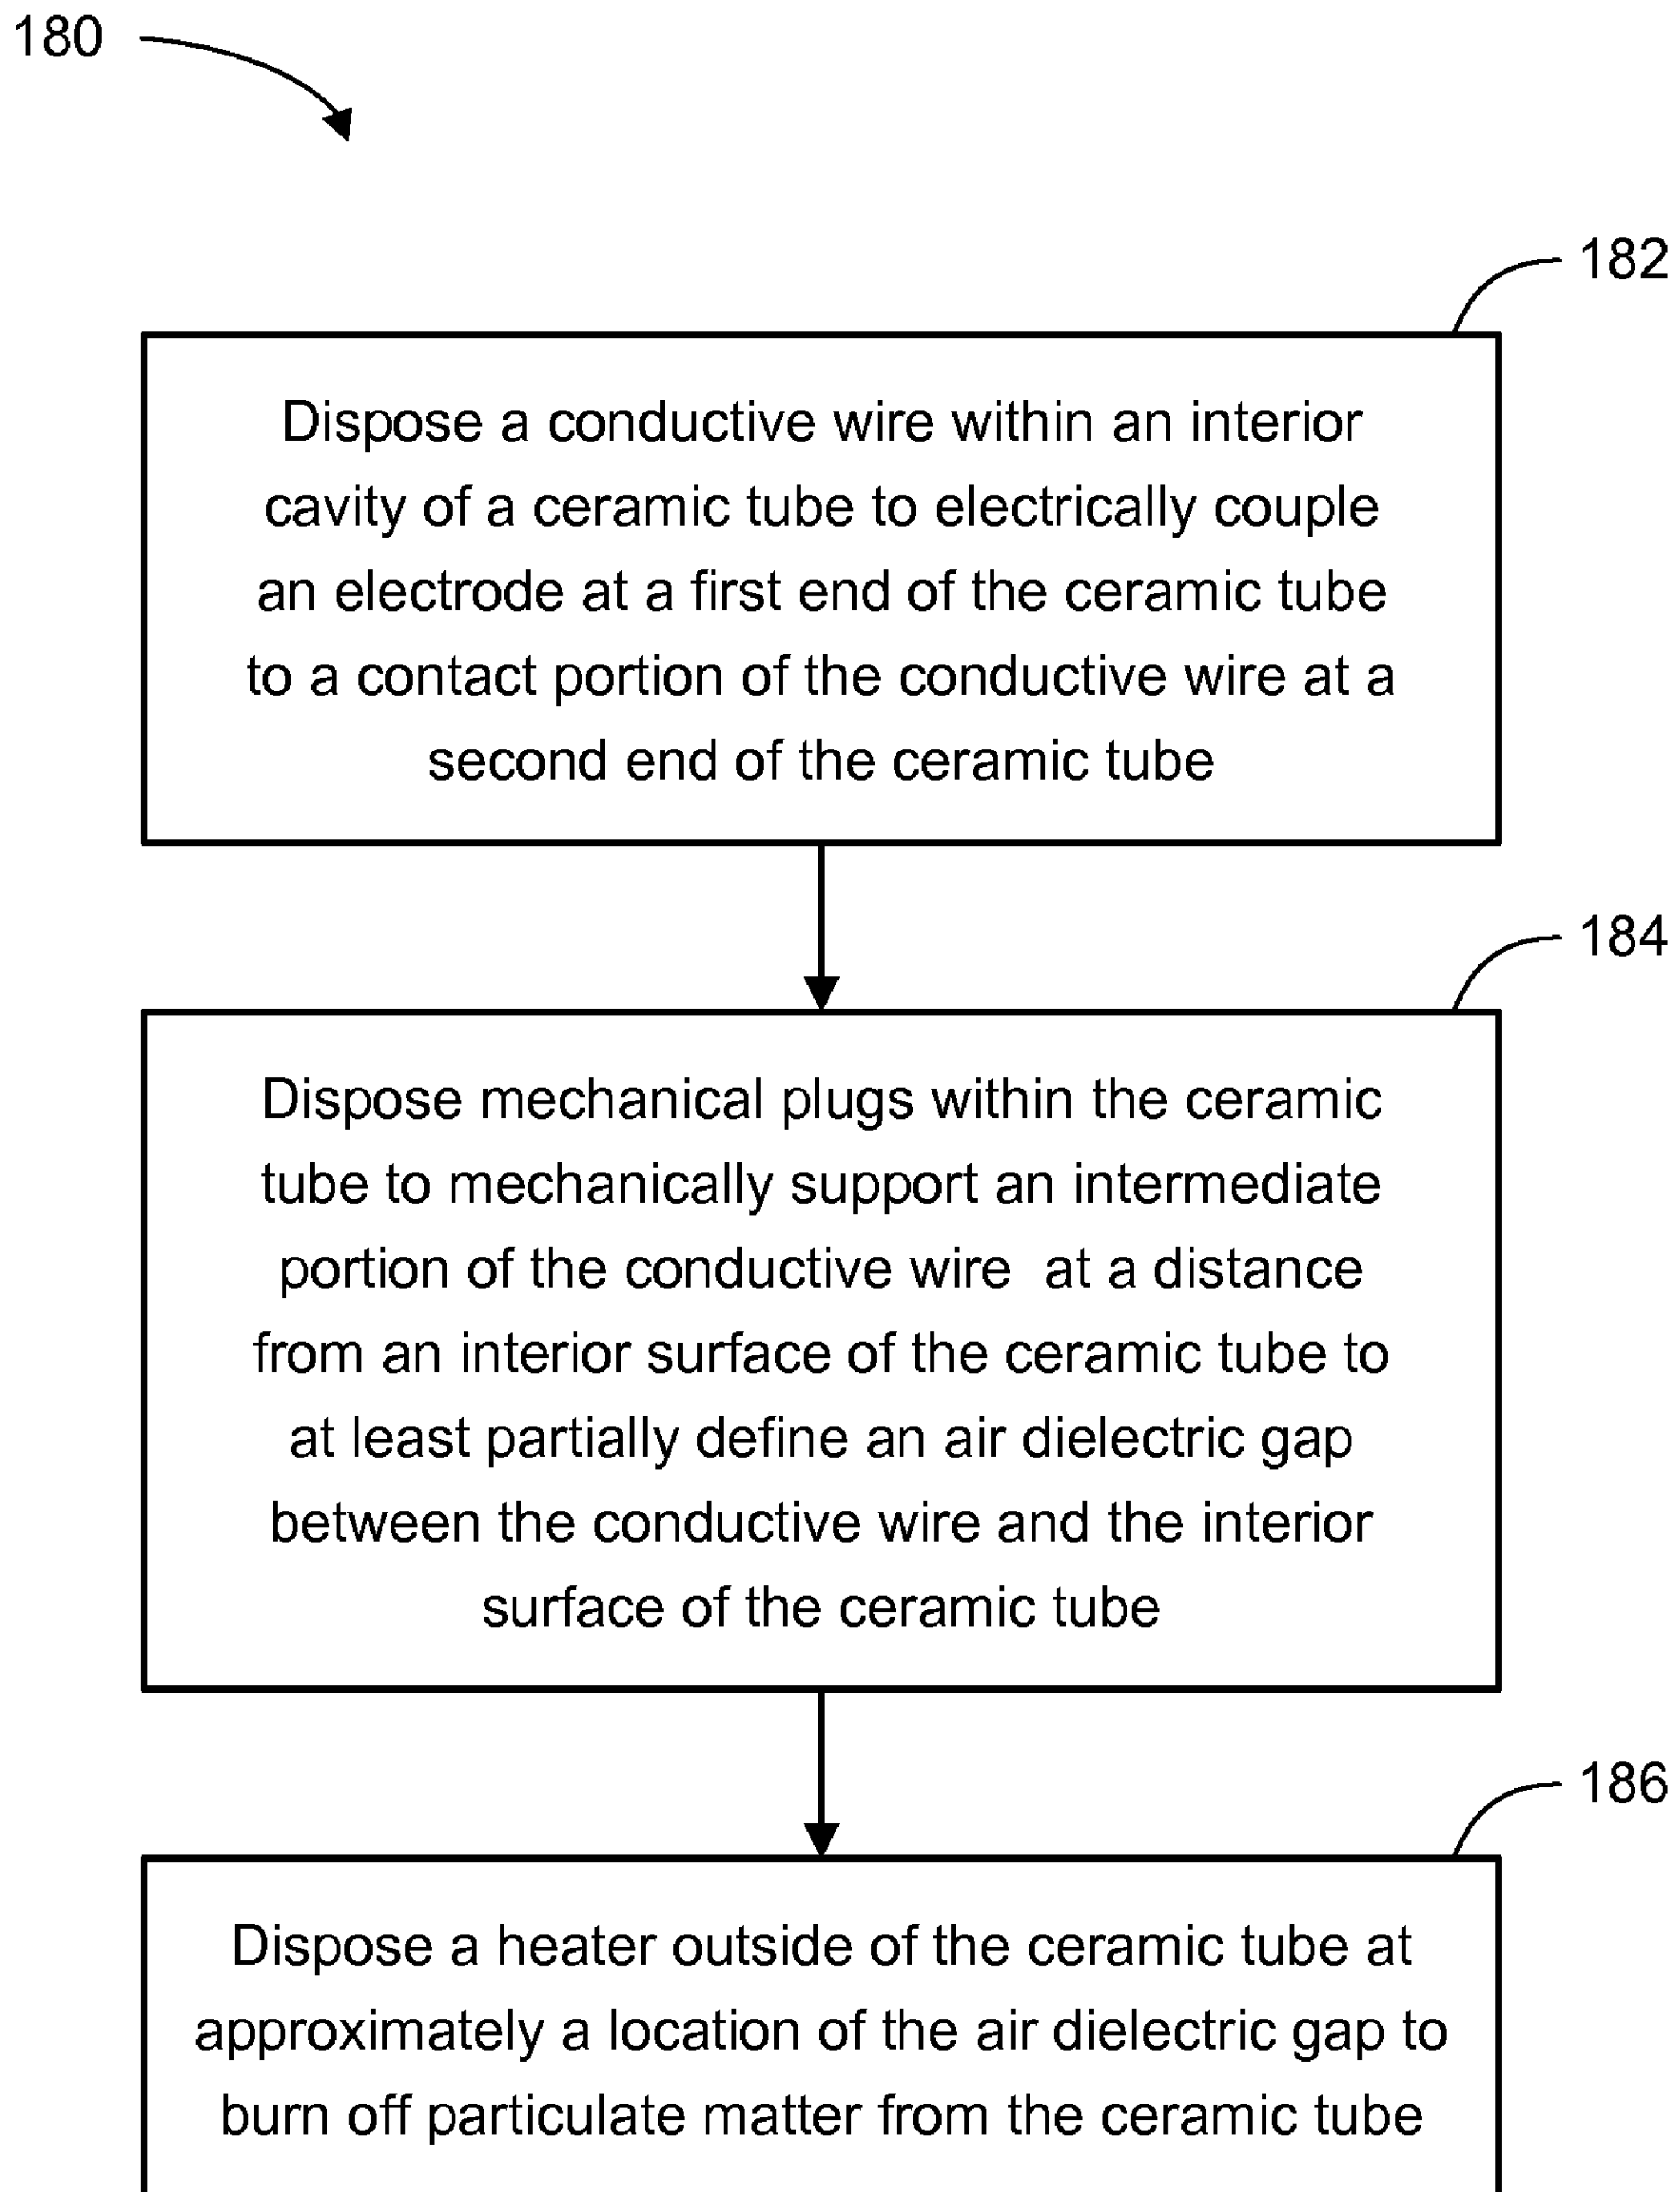 180
182
Dispose a conductive wire within an interior
cavity of a ceramic tube to electrically couple
an electrode at a first end of the ceramic tube
to a contact portion of the conductive wire at a
second end of the ceramic tube
184
Dispose mechanical plugs within the ceramic
tube to mechanically support an intermediate
portion of the conductive wire  at a distance
from an interior surface of the ceramic tube to
at least partially define an air dielectric gap
between the conductive wire and the interior
surface of the ceramic tube
186
Dispose a heater outside of the ceramic tube at
approximately a location of the air dielectric gap to
burn off particulate matter from the ceramic tube